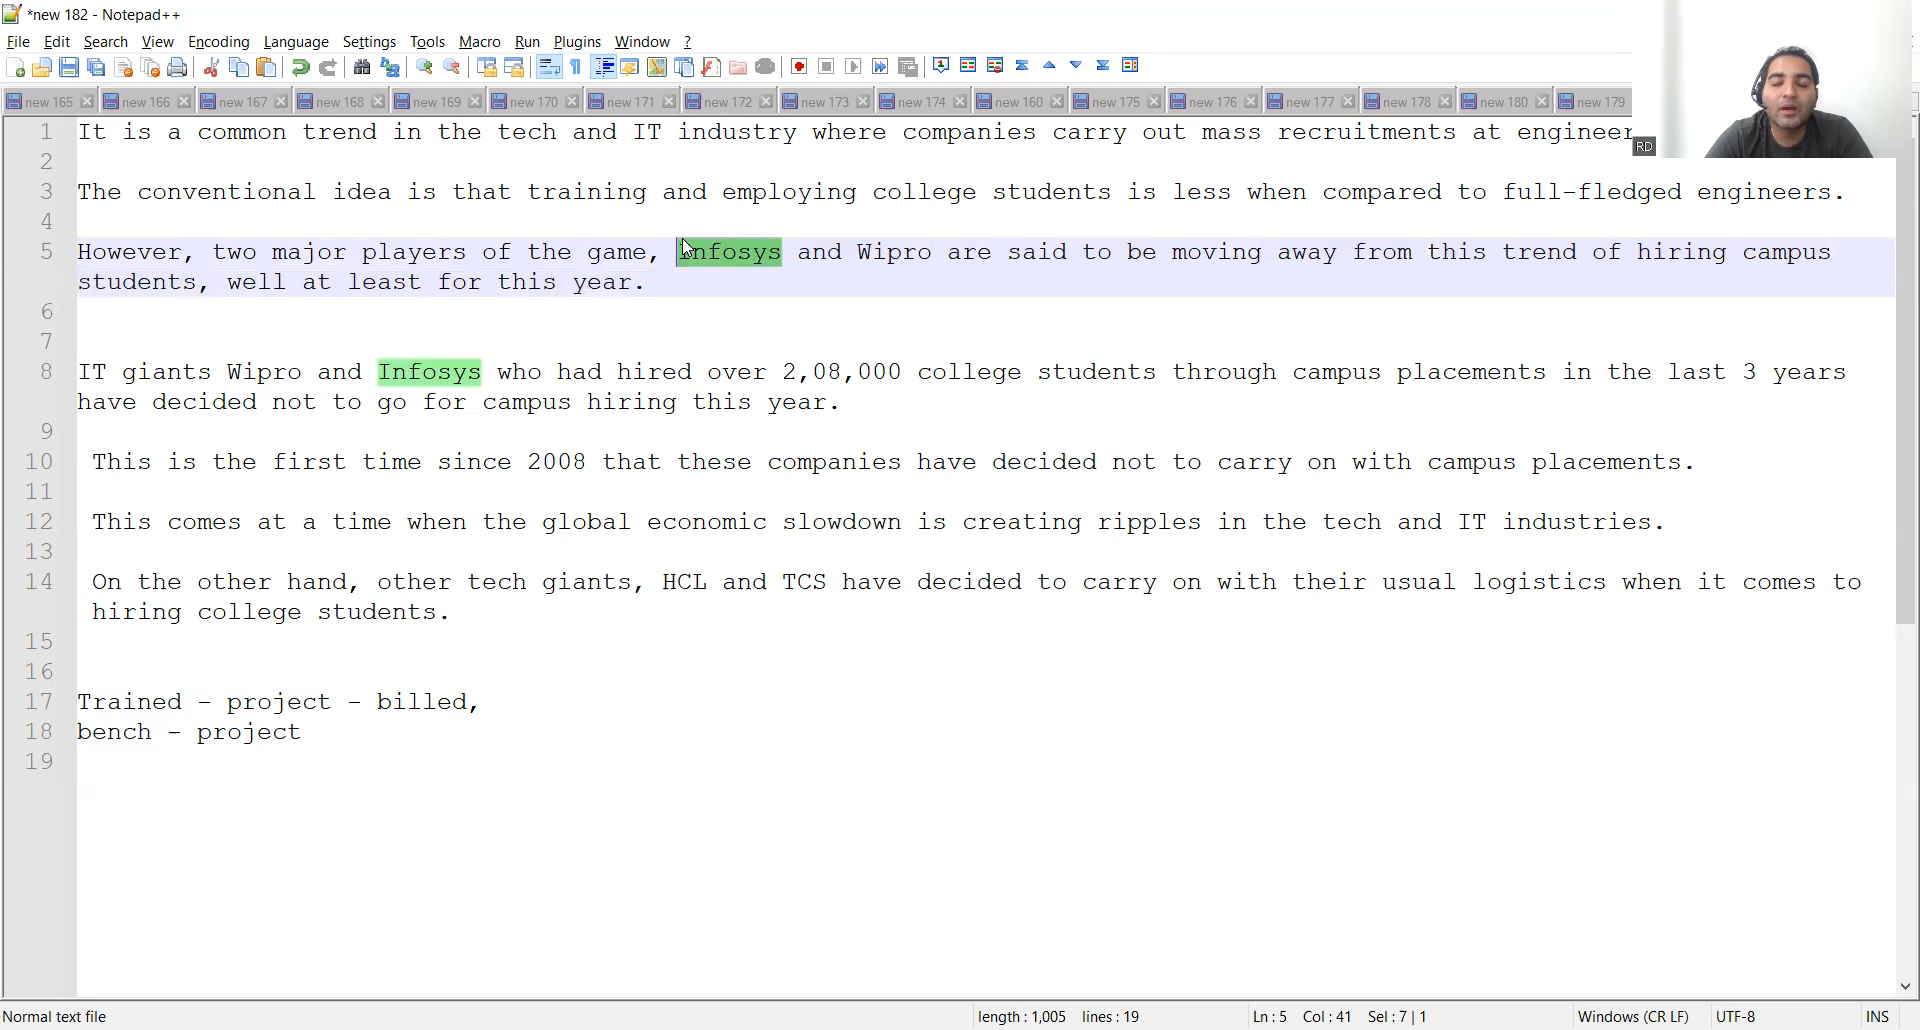 *new 182 - Notepad++
File Edit Search View Encoding Language Settings Tools Macro Run Plugins Window ?
new 165 new 166 new 167 new 168 new 169 new 170 new 171 new 172 new 173 new 174 new 160 new 175 new 176 new 177 new 178 new 180 new 179
1 It is a common trend in the tech and IT industry where companies carry out mass recruitments at engineer
RD
2
3 The conventional idea is that training and employing college students is less when compared to full-fledged engineers.
4
5 However, two major players of the game, Infosys and Wipro are said to be moving away from this trend of hiring campus
students, well at least for this year.
6
7
8 IT giants Wipro and Infosys who had hired over 2,08,000 college students through campus placements in the last 3 years
have decided not to go for campus hiring this year.
9
10 This is the first time since 2008 that these companies have decided not to carry on with campus placements.
11
12 This comes at a time when the global economic slowdown is creating ripples in the tech and IT industries.
13
14 On the other hand, other tech giants, HCL and TCS have decided to carry on with their usual logistics when it comes to
hiring college students.
15
16
17 Trained - project - billed,
18 bench - project
19
Normal text file length : 1,005 lines : 19 Ln : 5 Col : 41 Sel : 7 | 1 Windows (CR LF) UTF-8 INS